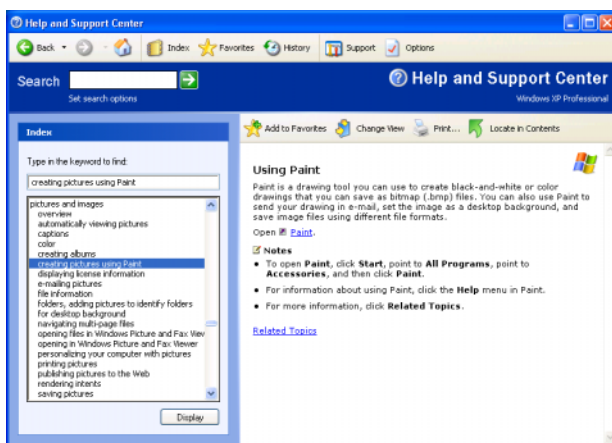 Help and Support Center
Back
Index
Favorites
History
Support
Options
Search
Set search options
Help and Support Center
Windows XP Professional
Index
Type in the keyword to find:
creating pictures using Paint
pictures and images
overview
automatically viewing pictures
captions
color
creating albums
creating pictures using Paint
displaying license information
e-mailing pictures
file information
folders, adding pictures to identify folders
for desktop background
navigating multi-page files
opening files in Windows Picture and Fax View
opening in Windows Picture and Fax Viewer
personalizing your computer with pictures
printing pictures
publishing pictures to the Web
rendering intents
saving pictures
Display
Add to Favorites
Change View
Print...
Locate in Contents
Using Paint
Paint is a drawing tool you can use to create black-and-white or color
drawings that you can save as bitmap (.bmp) files. You can also use Paint to
send your drawing in e-mail, set the image as a desktop background, and
save image files using different file formats.
Open Paint.
Notes
• To open Paint, click Start, point to All Programs, point to
Accessories, and then click Paint.
• For information about using Paint, click the Help menu in Paint.
• For more information, click Related Topics.
Related Topics